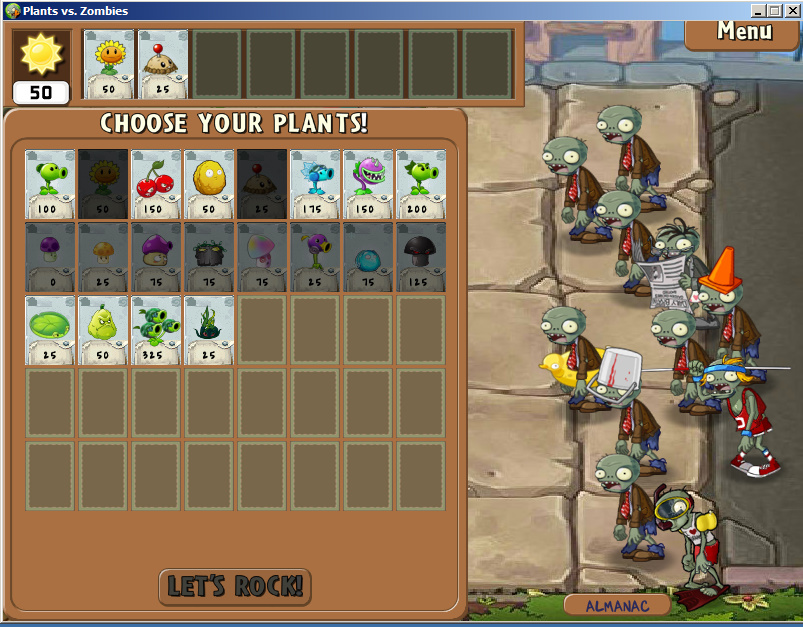 Plants vs. Zombies
Menu
50 25
50
CHOOSE YOUR PLANTS!
100 50 150 50 25 175 150 200
0 25 75 75 75 25 75 125
25 50 325 25
LET'S ROCK!
ALMANAC